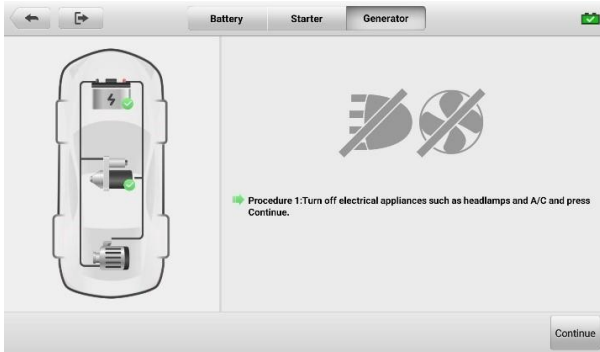 Battery
Starter
Generator
Procedure 1:Turn off electrical appliances such as headlamps and A/C and press
Continue.
Continue